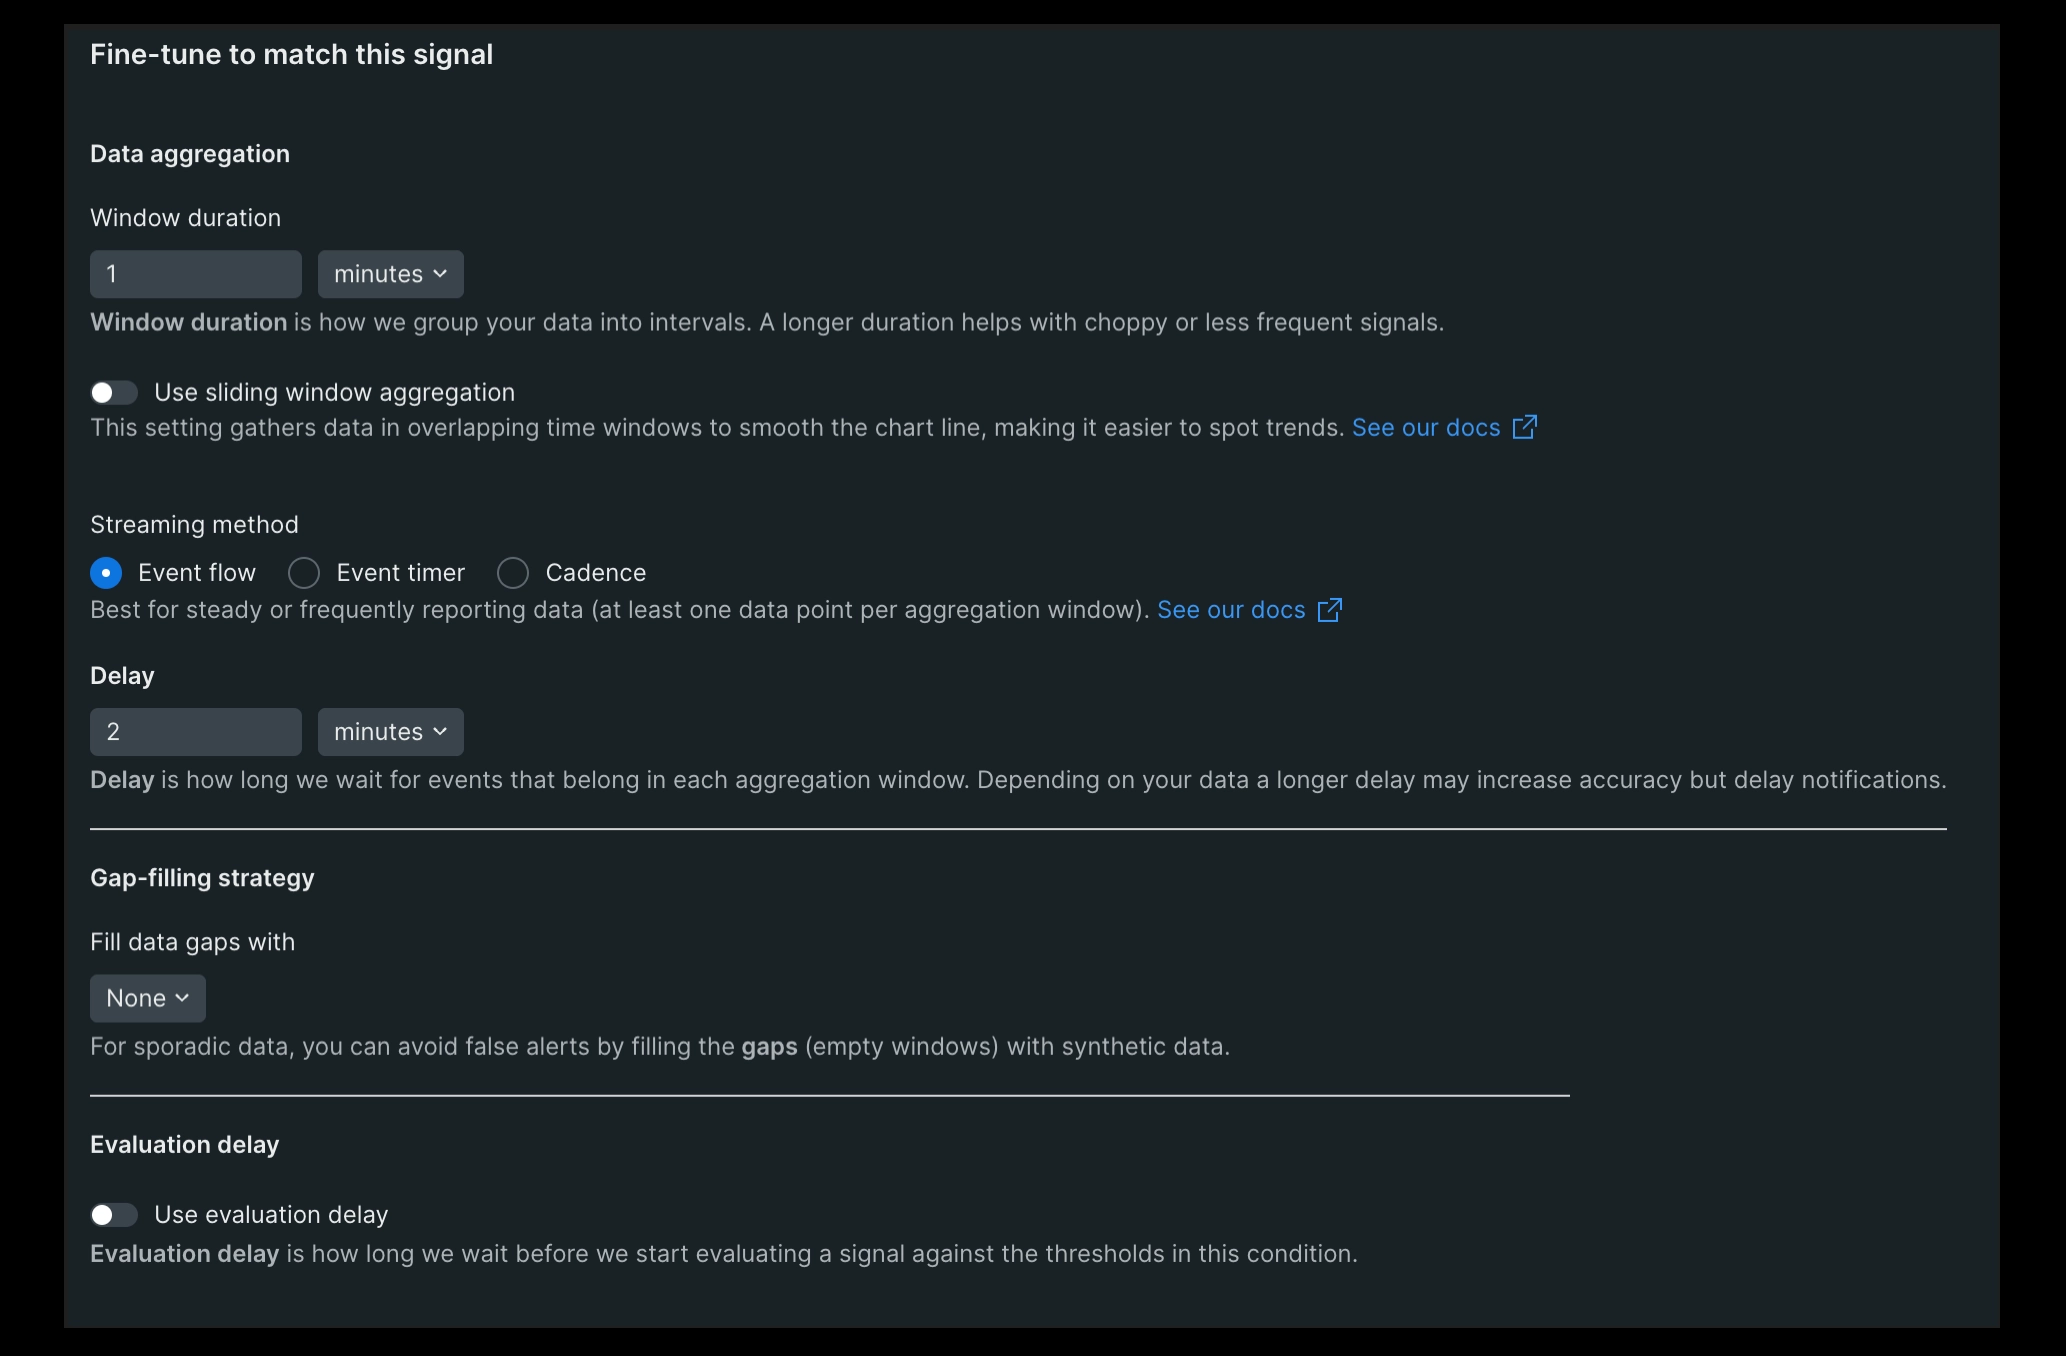 Fine-tune to match this signal
Data aggregation
Window duration
1 minutes
Window duration is how we group your data into intervals. A longer duration helps with choppy or less frequent signals.
Use sliding window aggregation
This setting gathers data in overlapping time windows to smooth the chart line, making it easier to spot trends. See our docs
Streaming method
Event flow Event timer Cadence
Best for steady or frequently reporting data (at least one data point per aggregation window). See our docs
Delay
2 minutes
Delay is how long we wait for events that belong in each aggregation window. Depending on your data a longer delay may increase accuracy but delay notifications.
Gap-filling strategy
Fill data gaps with
None
For sporadic data, you can avoid false alerts by filling the gaps (empty windows) with synthetic data.
Evaluation delay
Use evaluation delay
Evaluation delay is how long we wait before we start evaluating a signal against the thresholds in this condition.